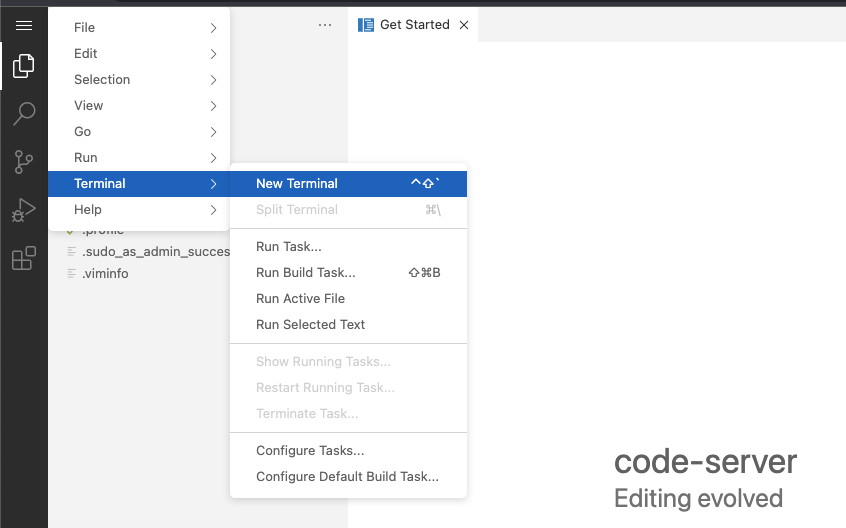 File
Edit
Selection
View
Go
Run
Terminal
Help
.profile
.sudo_as_admin_succes
.viminfo
Get Started
New Terminal ^⇧`
Split Terminal ⌘\
Run Task...
Run Build Task... ⇧⌘B
Run Active File
Run Selected Text
Show Running Tasks...
Restart Running Task...
Terminate Task...
Configure Tasks...
Configure Default Build Task...
code-server
Editing evolved